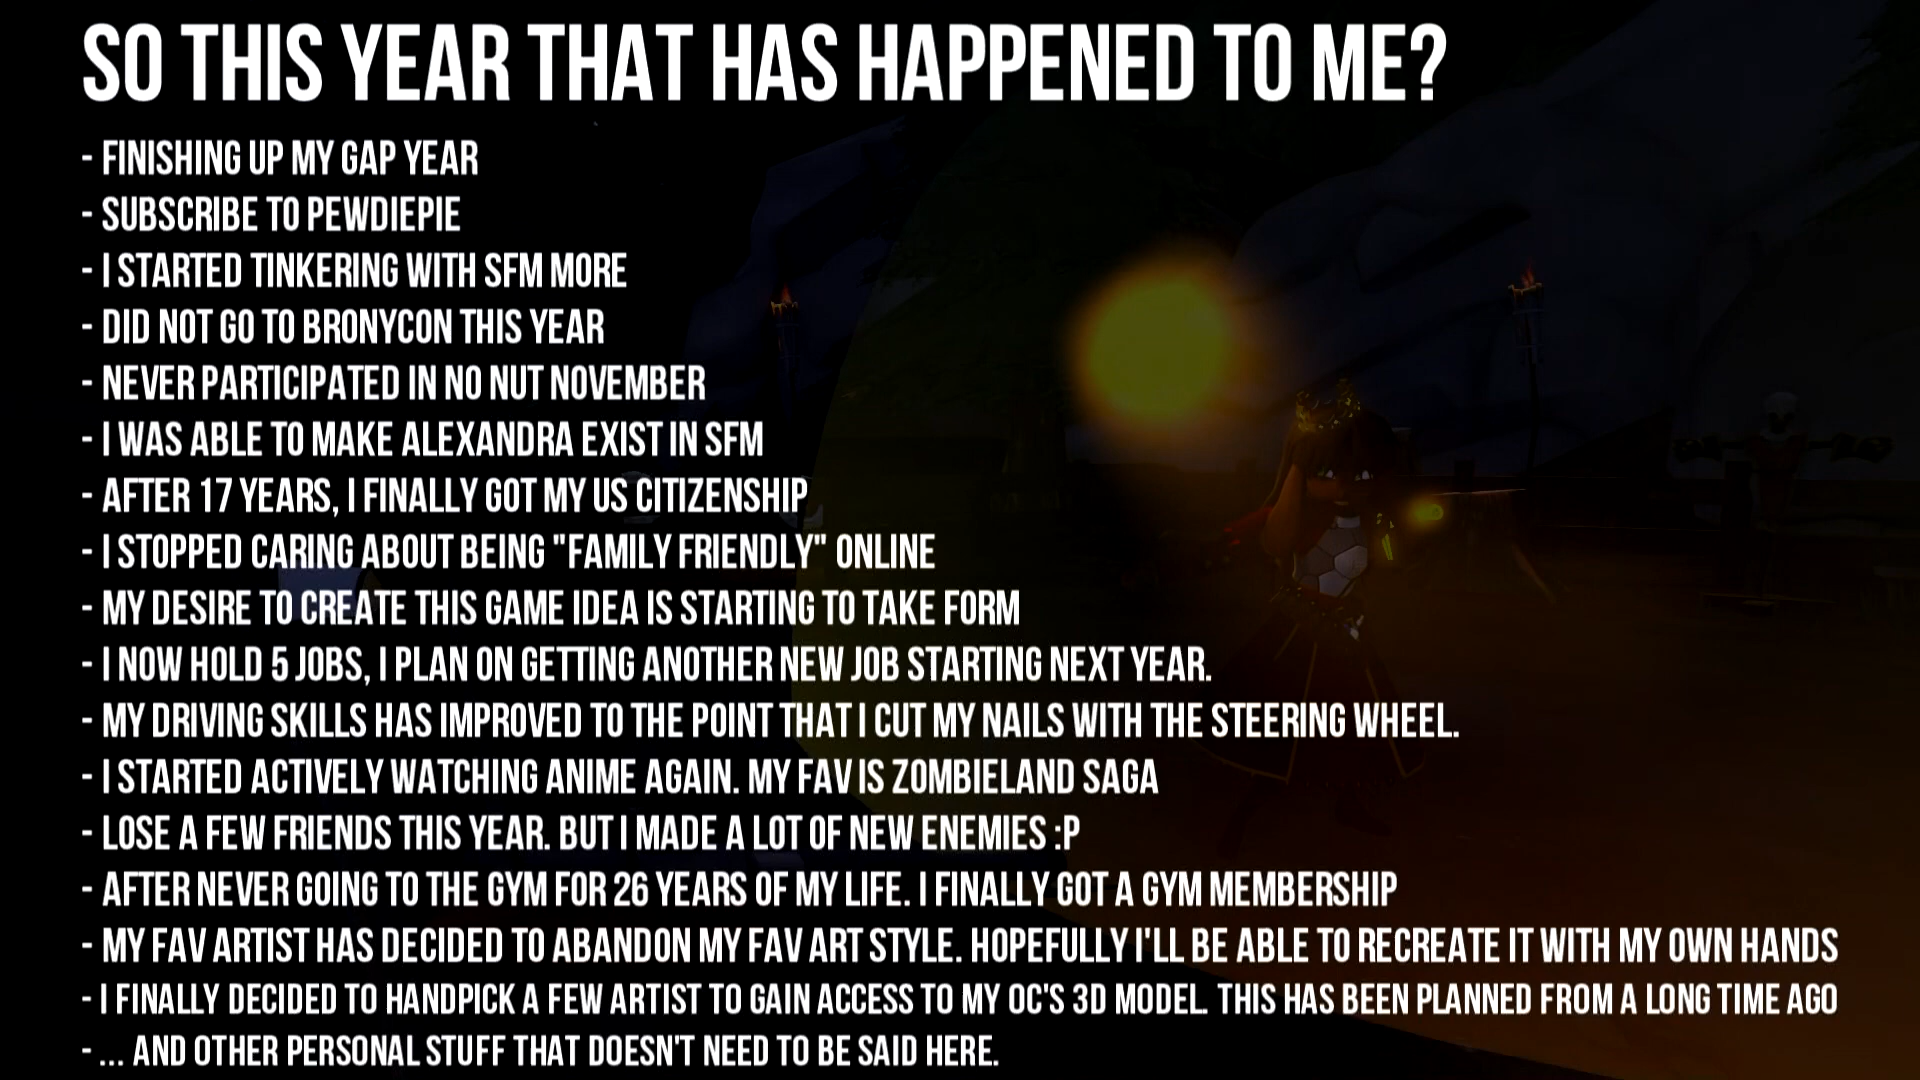 SO THIS YEAR THAT HAS HAPPENED TO ME?
- FINISHING UP MY GAP YEAR
- SUBSCRIBE TO PEWDIEPIE
- I STARTED TINKERING WITH SFM MORE
- DID NOT GO TO BRONYCON THIS YEAR
- NEVER PARTICIPATED IN NO NUT NOVEMBER
- I WAS ABLE TO MAKE ALEXANDRA EXIST IN SFM
- AFTER 17 YEARS, I FINALLY GOT MY US CITIZENSHIP
- I STOPPED CARING ABOUT BEING "FAMILY FRIENDLY" ONLINE
- MY DESIRE TO CREATE THIS GAME IDEA IS STARTING TO TAKE FORM
- I NOW HOLD 5 JOBS, I PLAN ON GETTING ANOTHER NEW JOB STARTING NEXT YEAR.
- MY DRIVING SKILLS HAS IMPROVED TO THE POINT THAT I CUT MY NAILS WITH THE STEERING WHEEL.
- I STARTED ACTIVELY WATCHING ANIME AGAIN. MY FAV IS ZOMBIELAND SAGA
- LOSE A FEW FRIENDS THIS YEAR. BUT I MADE A LOT OF NEW ENEMIES :P
- AFTER NEVER GOING TO THE GYM FOR 26 YEARS OF MY LIFE. I FINALLY GOT A GYM MEMBERSHIP
- MY FAV ARTIST HAS DECIDED TO ABANDON MY FAV ART STYLE. HOPEFULLY I'LL BE ABLE TO RECREATE IT WITH MY OWN HANDS
- I FINALLY DECIDED TO HANDPICK A FEW ARTIST TO GAIN ACCESS TO MY OC'S 3D MODEL. THIS HAS BEEN PLANNED FROM A LONG TIME AGO
- ... AND OTHER PERSONAL STUFF THAT DOESN'T NEED TO BE SAID HERE.